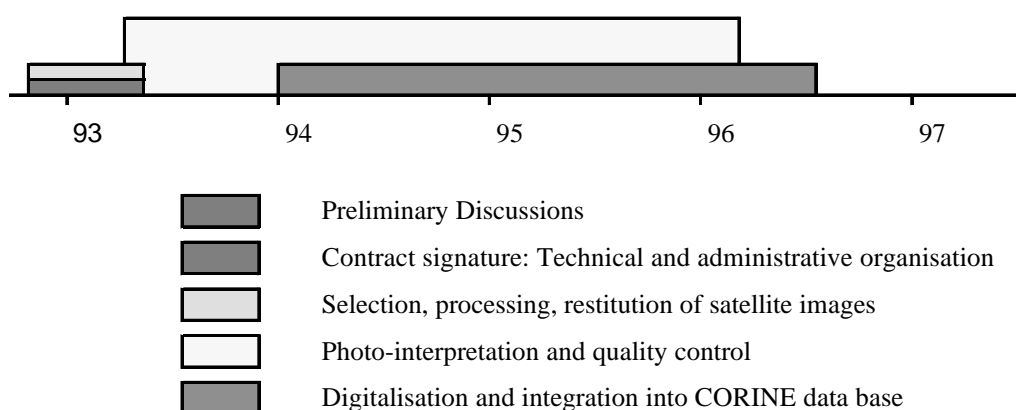 93 94 95 96 97
Preliminary Discussions
Contract signature: Technical and administrative organisation
Selection, processing, restitution of satellite images
Photo-interpretation and quality control
Digitalisation and integration into CORINE data base